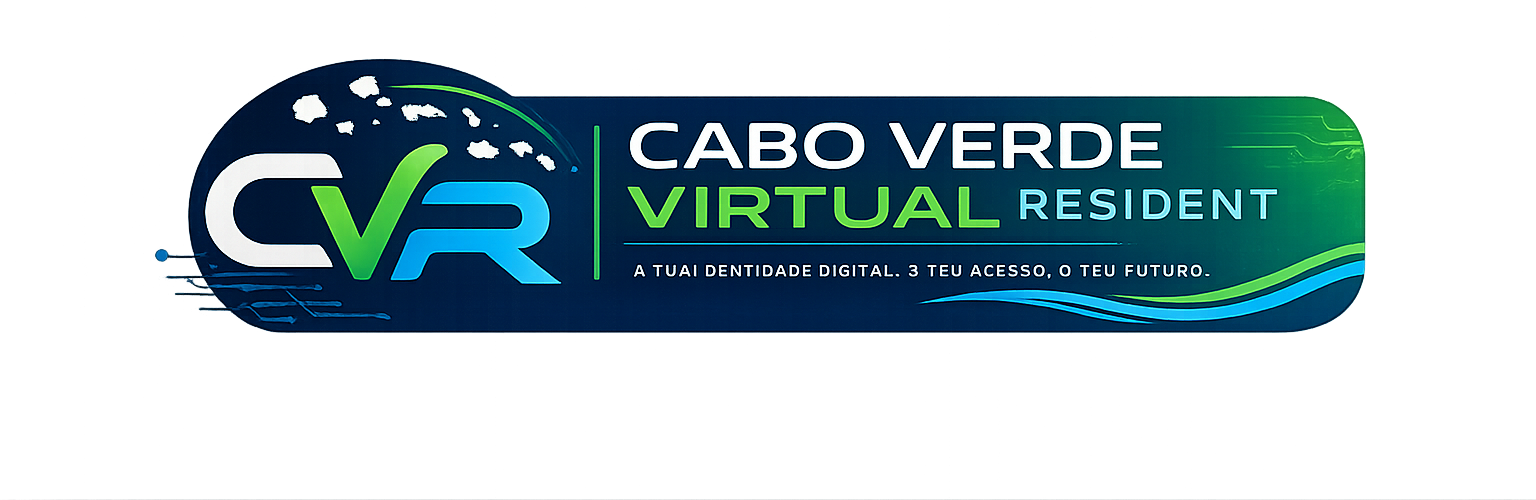 CVR
CABO VERDE
VIRTUAL RESIDENT
A TUAI DENTIDADE DIGITAL. 3 TEU ACESSO, O TEU FUTURO.